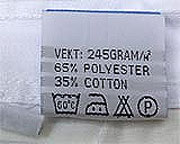 VEKT: 245GRAM/M²
65% POLYESTER
35% COTTON
60°C P